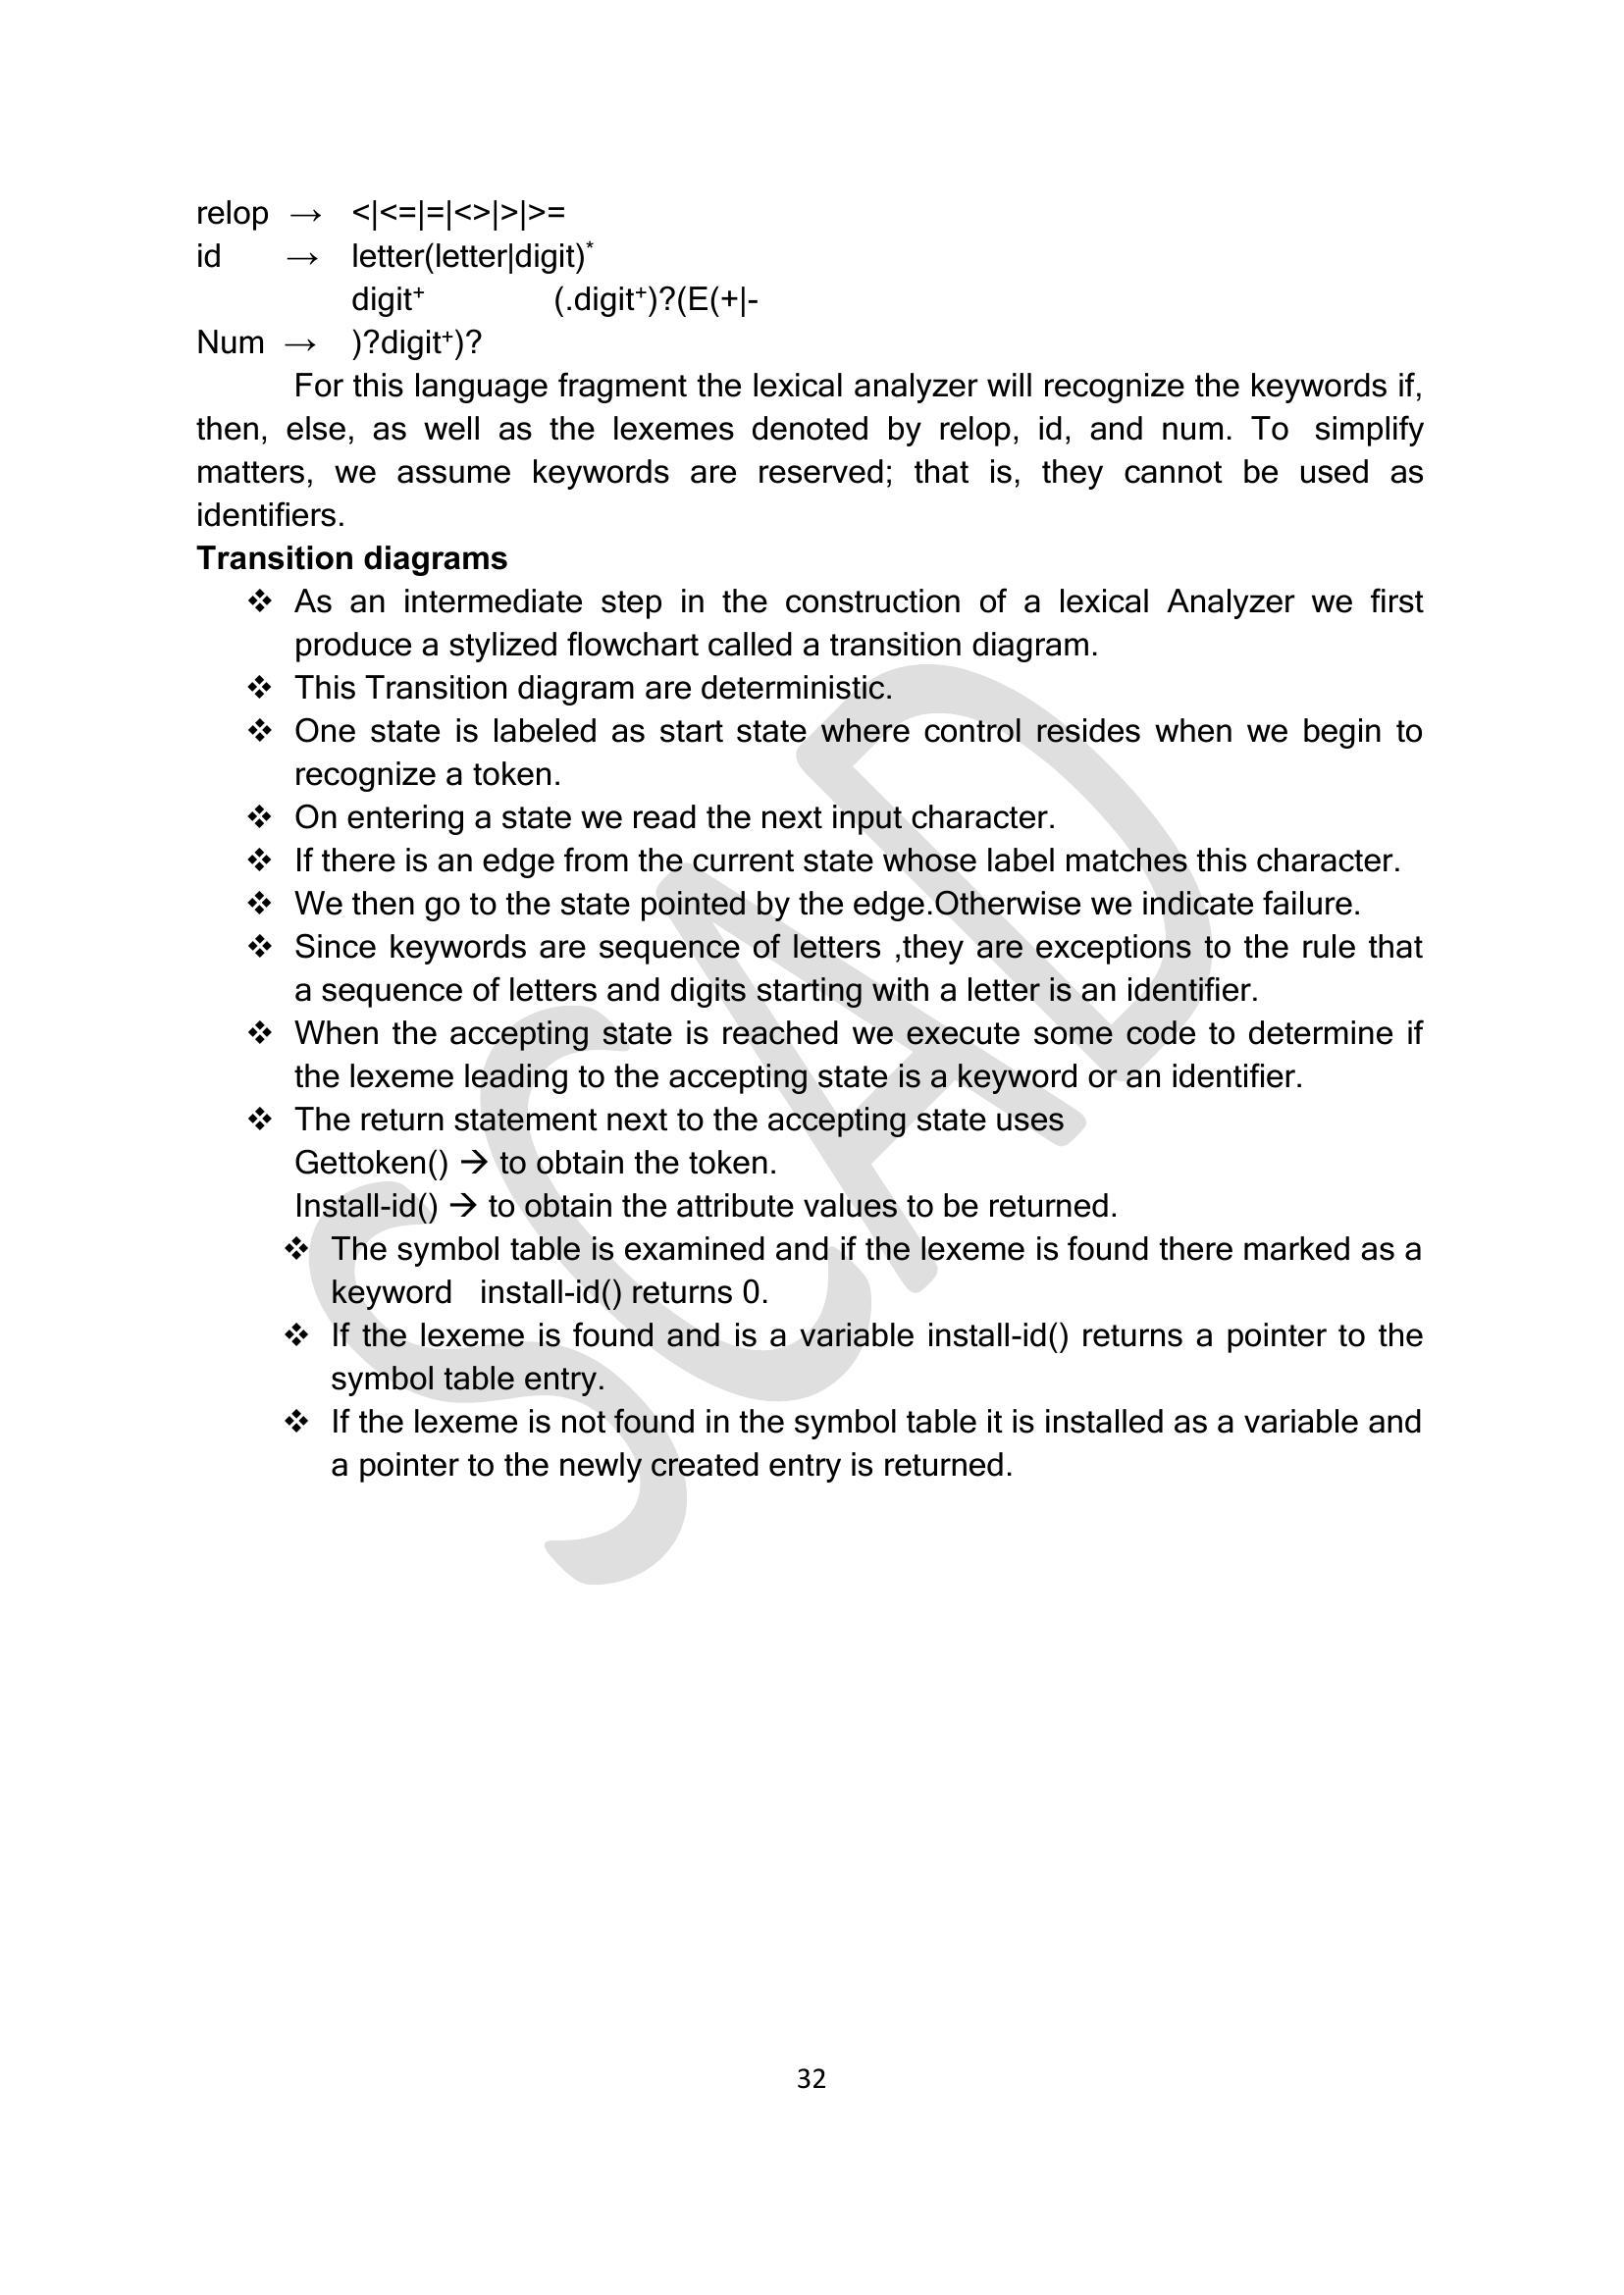 relop → <|<=|=|<>|>|>=
id → letter(letter|digit)*
digit⁺ (.digit⁺)?(E(+|-
Num → )?digit⁺)?
For this language fragment the lexical analyzer will recognize the keywords if,
then, else, as well as the lexemes denoted by relop, id, and num. To simplify
matters, we assume keywords are reserved; that is, they cannot be used as
identifiers.
Transition diagrams
❖ As an intermediate step in the construction of a lexical Analyzer we first
produce a stylized flowchart called a transition diagram.
❖ This Transition diagram are deterministic.
❖ One state is labeled as start state where control resides when we begin to
recognize a token.
❖ On entering a state we read the next input character.
❖ If there is an edge from the current state whose label matches this character.
❖ We then go to the state pointed by the edge.Otherwise we indicate failure.
❖ Since keywords are sequence of letters ,they are exceptions to the rule that
a sequence of letters and digits starting with a letter is an identifier.
❖ When the accepting state is reached we execute some code to determine if
the lexeme leading to the accepting state is a keyword or an identifier.
❖ The return statement next to the accepting state uses
Gettoken() → to obtain the token.
Install-id() → to obtain the attribute values to be returned.
❖ The symbol table is examined and if the lexeme is found there marked as a
keyword install-id() returns 0.
❖ If the lexeme is found and is a variable install-id() returns a pointer to the
symbol table entry.
❖ If the lexeme is not found in the symbol table it is installed as a variable and
a pointer to the newly created entry is returned.
SCAD
32